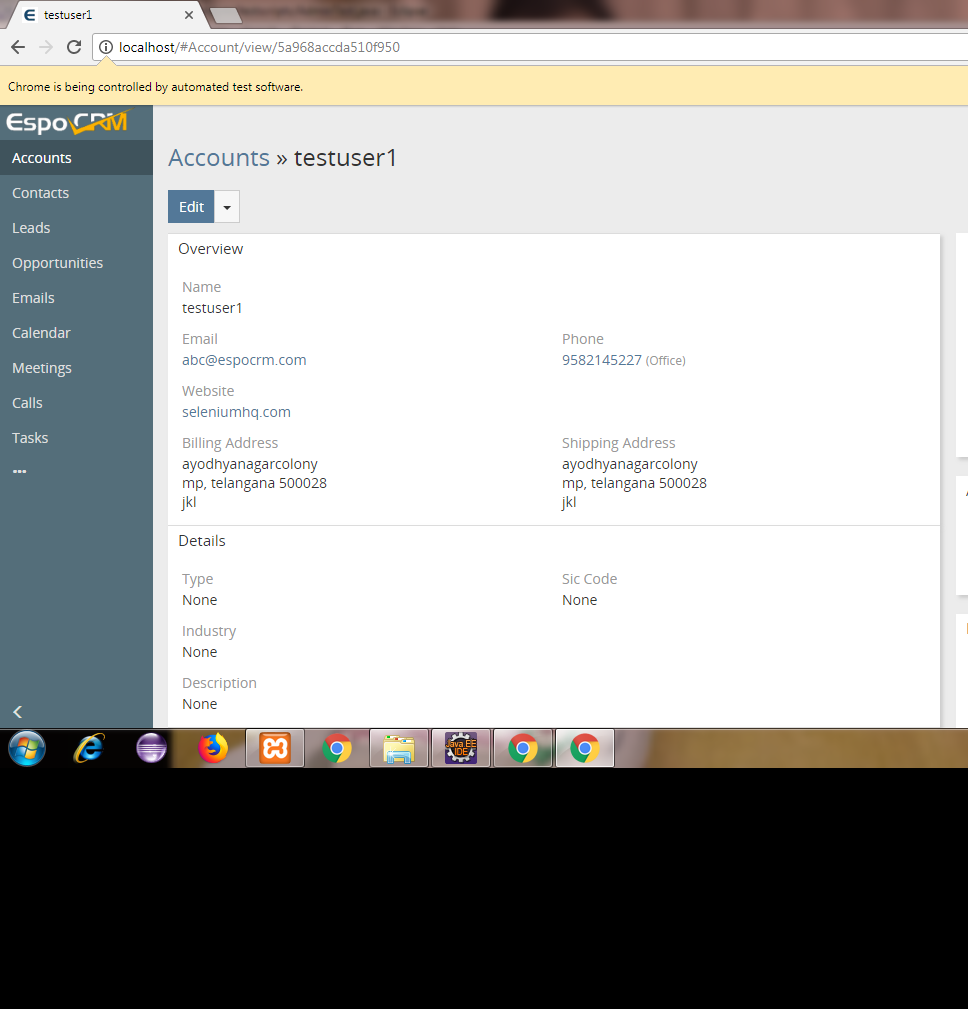 testuser1
localhost/#Account/view/5a968accda510f950
Chrome is being controlled by automated test software.
EspoCRM
Accounts
Contacts
Leads
Opportunities
Emails
Calendar
Meetings
Calls
Tasks
Accounts » testuser1
Edit
Overview
Name
testuser1
Email Phone
abc@espocrm.com 9582145227 (Office)
Website
seleniumhq.com
Billing Address Shipping Address
ayodhyanagarcolony ayodhyanagarcolony
mp, telangana 500028 mp, telangana 500028
jkl jkl
Details
Type Sic Code
None None
Industry
None
Description
None
Java EE
IDE